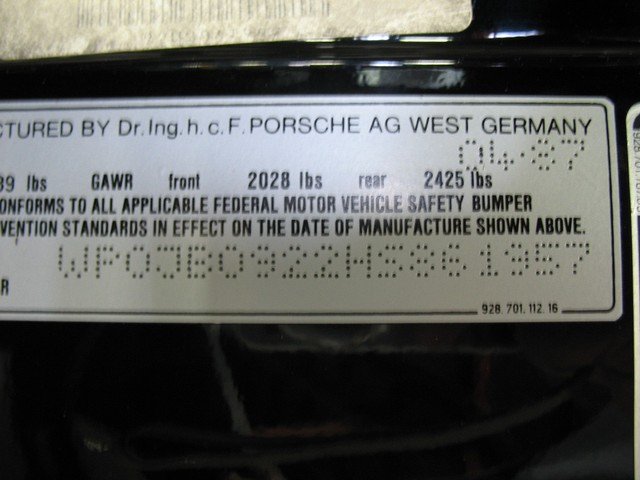 CTURED BY Dr.Ing.h.c.F.PORSCHE AG WEST GERMANY
04-87
39 lbs GAWR front 2028 lbs rear 2425 lbs
ONFORMS TO ALL APPLICABLE FEDERAL MOTOR VEHICLE SAFETY BUMPER
VENTION STANDARDS IN EFFECT ON THE DATE OF MANUFACTURE SHOWN ABOVE.
WP0JB0922HS861957
R
928 701.112.16